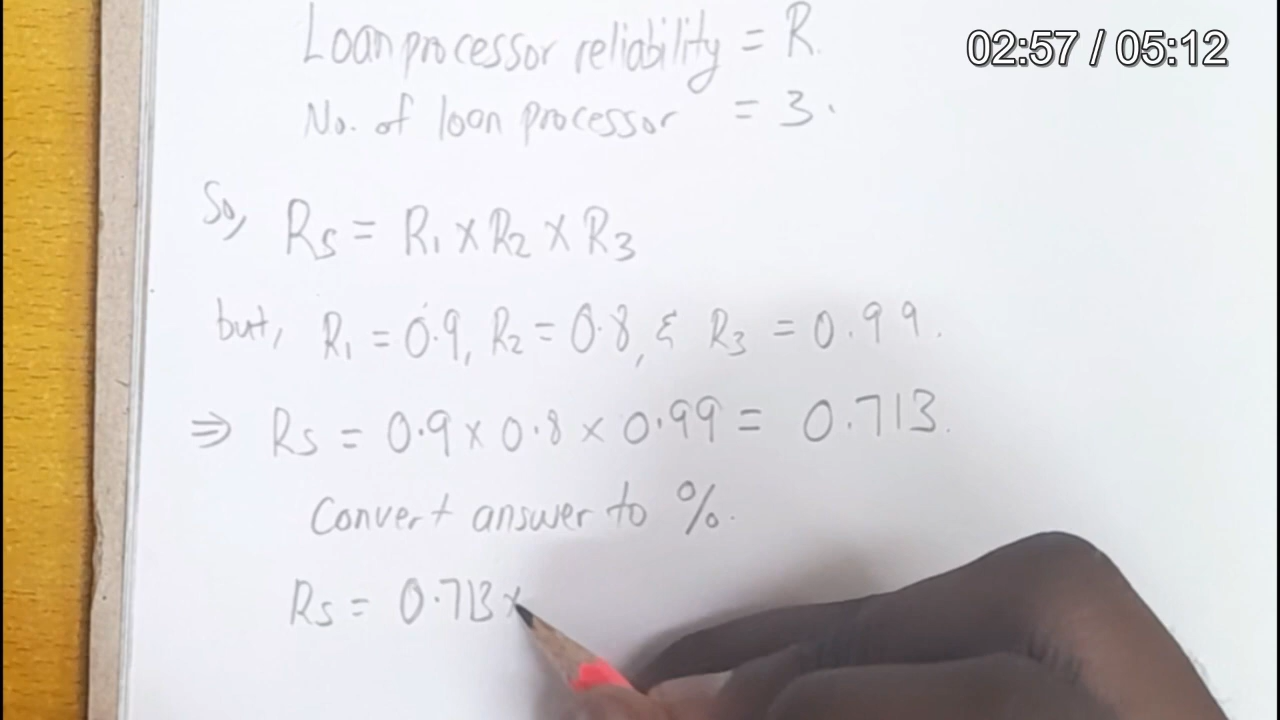 02:57 / 05:12
Loan processor reliability = R.
No. of loan processor = 3.
So, Rs = R₁ × R₂ × R₃
but, R₁ = 0.9, R₂ = 0.8, & R₃ = 0.99.
⇒ Rs = 0.9 × 0.8 × 0.99 = 0.713.
Convert answer to %.
Rs = 0.713 ×